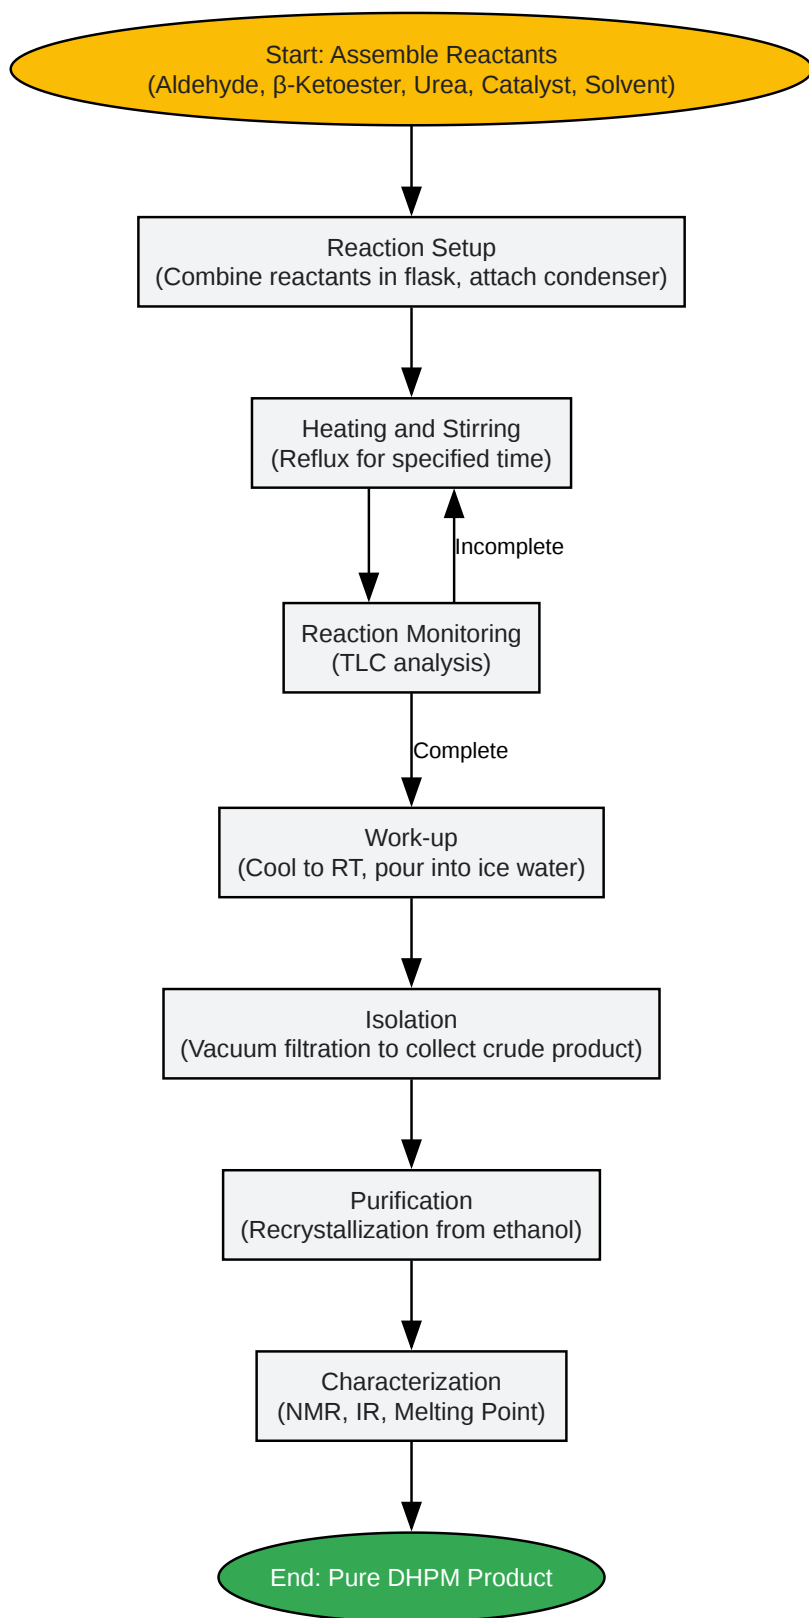 Start: Assemble Reactants
(Aldehyde, β-Ketoester, Urea, Catalyst, Solvent)
Reaction Setup
(Combine reactants in flask, attach condenser)
Heating and Stirring
(Reflux for specified time)
Incomplete
Reaction Monitoring
(TLC analysis)
Complete
Work-up
(Cool to RT, pour into ice water)
Isolation
(Vacuum filtration to collect crude product)
Purification
(Recrystallization from ethanol)
Characterization
(NMR, IR, Melting Point)
End: Pure DHPM Product